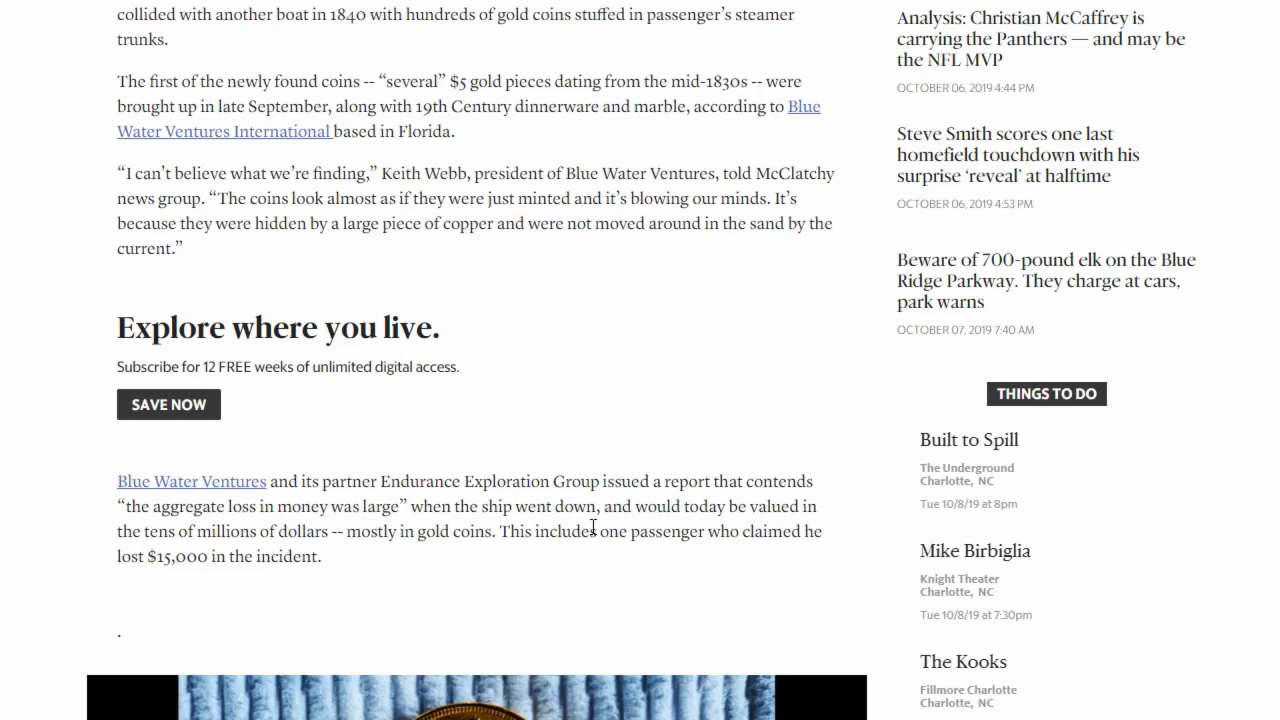 collided with another boat in 1840 with hundreds of gold coins stuffed in passenger’s steamer
trunks.
The first of the newly found coins -- “several” $5 gold pieces dating from the mid-1830s -- were
brought up in late September, along with 19th Century dinnerware and marble, according to Blue
Water Ventures International based in Florida.
“I can’t believe what we’re finding,” Keith Webb, president of Blue Water Ventures, told McClatchy
news group. “The coins look almost as if they were just minted and it’s blowing our minds. It’s
because they were hidden by a large piece of copper and were not moved around in the sand by the
current.”
Explore where you live.
Subscribe for 12 FREE weeks of unlimited digital access.
SAVE NOW
Blue Water Ventures and its partner Endurance Exploration Group issued a report that contends
“the aggregate loss in money was large” when the ship went down, and would today be valued in
the tens of millions of dollars -- mostly in gold coins. This includes one passenger who claimed he
lost $15,000 in the incident.
.
Analysis: Christian McCaffrey is
carrying the Panthers — and may be
the NFL MVP
OCTOBER 06, 2019 4:44 PM
Steve Smith scores one last
homefield touchdown with his
surprise ‘reveal’ at halftime
OCTOBER 06, 2019 4:53 PM
Beware of 700-pound elk on the Blue
Ridge Parkway. They charge at cars,
park warns
OCTOBER 07, 2019 7:40 AM
THINGS TO DO
Built to Spill
The Underground
Charlotte, NC
Tue 10/8/19 at 8pm
Mike Birbiglia
Knight Theater
Charlotte, NC
Tue 10/8/19 at 7:30pm
The Kooks
Fillmore Charlotte
Charlotte, NC